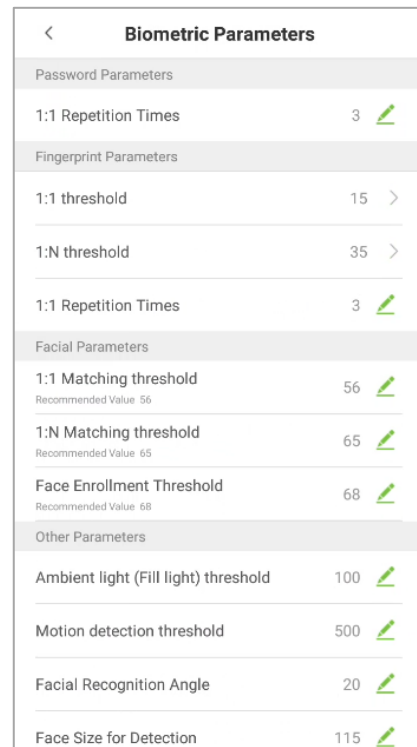 Biometric Parameters
Password Parameters
1:1 Repetition Times 3
Fingerprint Parameters
1:1 threshold 15
1:N threshold 35
1:1 Repetition Times 3
Facial Parameters
1:1 Matching threshold 56
Recommended Value 56
1:N Matching threshold 65
Recommended Value 65
Face Enrollment Threshold 68
Recommended Value 68
Other Parameters
Ambient light (Fill light) threshold 100
Motion detection threshold 500
Facial Recognition Angle 20
Face Size for Detection 115